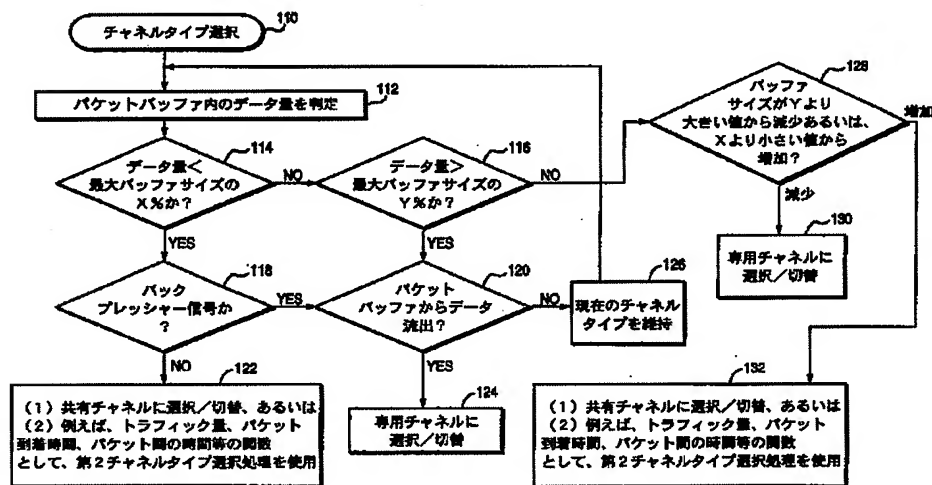 110
チャネルタイプ選択
112
パケットバッファ内のデータ量を判定
114
データ量<
最大バッファサイズの
X%か?
NO
YES
116
データ量>
最大バッファサイズの
Y%か?
NO
YES
128
バッファ
サイズがYより
大きい値から減少あるいは、
Xより小さい値から
増加?
増加
減少
130
専用チャネルに
選択/切替
118
バック
プレッシャー信号か
?
YES
NO
120
パケット
バッファからデータ
流出?
NO
YES
126
現在のチャネル
タイプを維持
122
(1)共有チャネルに選択/切替、あるいは
(2)例えば、トラフィック量、パケット
到着時間、パケット間の時間等の関数
として、第2チャネルタイプ選択処理を使用
124
専用チャネルに
選択/切替
132
(1)共有チャネルに選択/切替、あるいは
(2)例えば、トラフィック量、パケット
到着時間、パケット間の時間等の関数
として、第2チャネルタイプ選択処理を使用